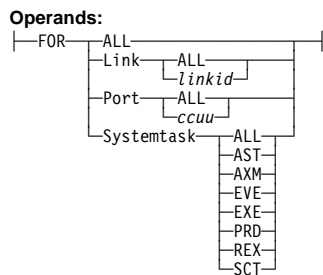 Operands:
FOR ALL
Link ALL
linkid
Port ALL
ccuu
Systemtask ALL
AST
AXM
EVE
EXE
PRD
REX
SCT